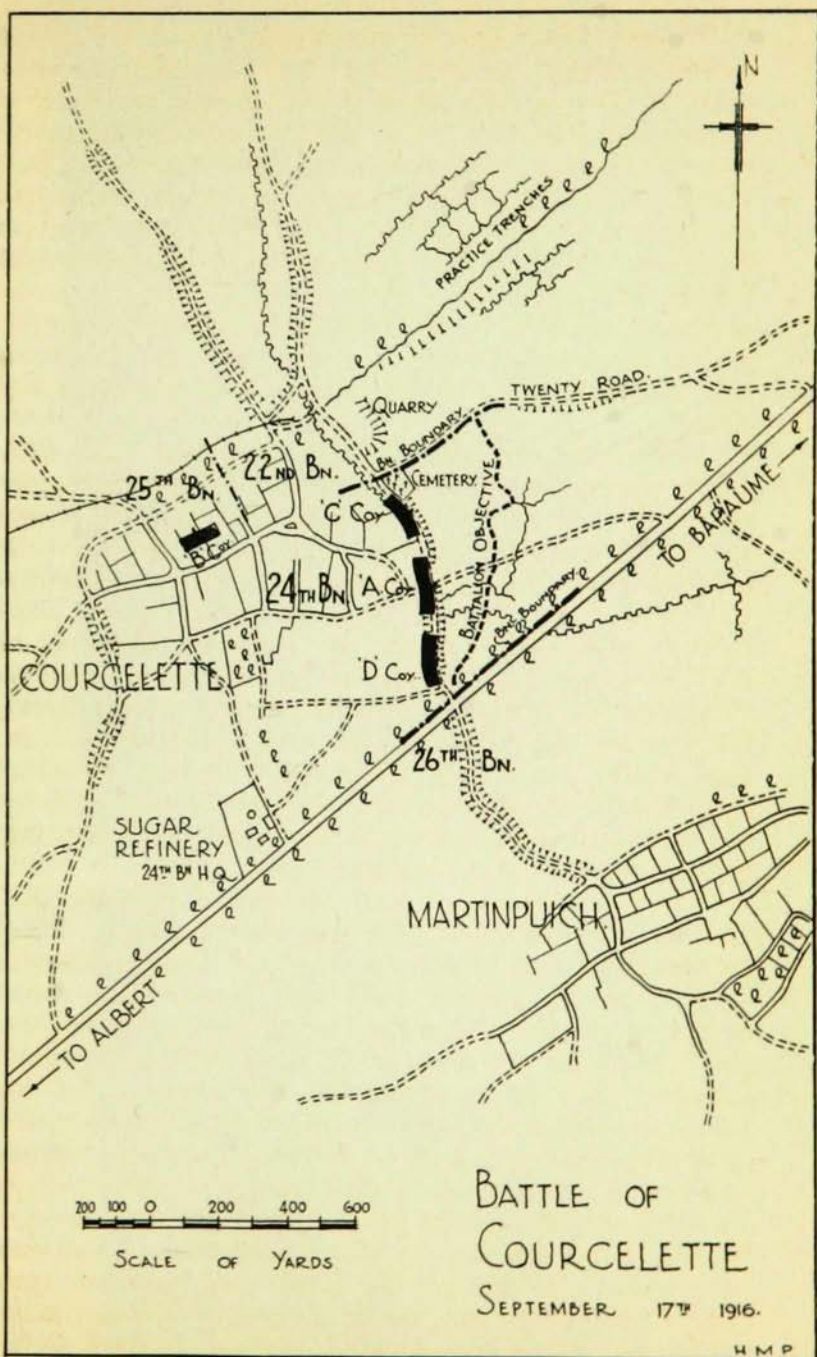 N
PRACTICE TRENCHES
TWENTY ROAD.
QUARRY
BN BOUNDARY
CEMETERY.
25TH BN.
22ND BN.
'C' COY
'B' COY.
BATTALION OBJECTIVE
TO BAPAUME
24TH BN.
'A' COY
BNS BOUNDARY
COURCELETTE
'D' COY.
26TH BN.
SUGAR
REFINERY
24TH BN HQ
MARTINPUICH.
TO ALBERT
200 100 0 200 400 600
SCALE OF YARDS
BATTLE OF
COURCELETTE
SEPTEMBER 17TH 1916.
H M P